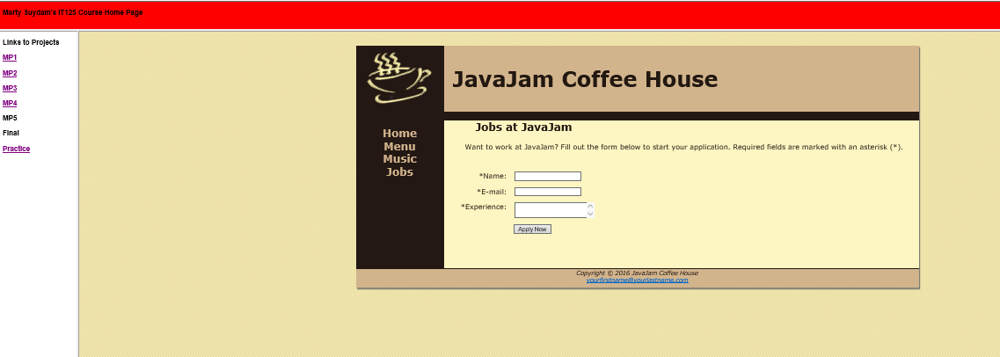 Marty Suydam's IT125 Course Home Page
Links to Projects
MP1
MP2
MP3
MP4
MP5
Final
Practice
JavaJam Coffee House
Home
Menu
Music
Jobs
Jobs at JavaJam
Want to work at JavaJam? Fill out the form below to start your application. Required fields are marked with an asterisk (*).
*Name:
*E-mail:
*Experience:
Apply Now
Copyright © 2016 JavaJam Coffee House
yourfirstname@yourlastname.com